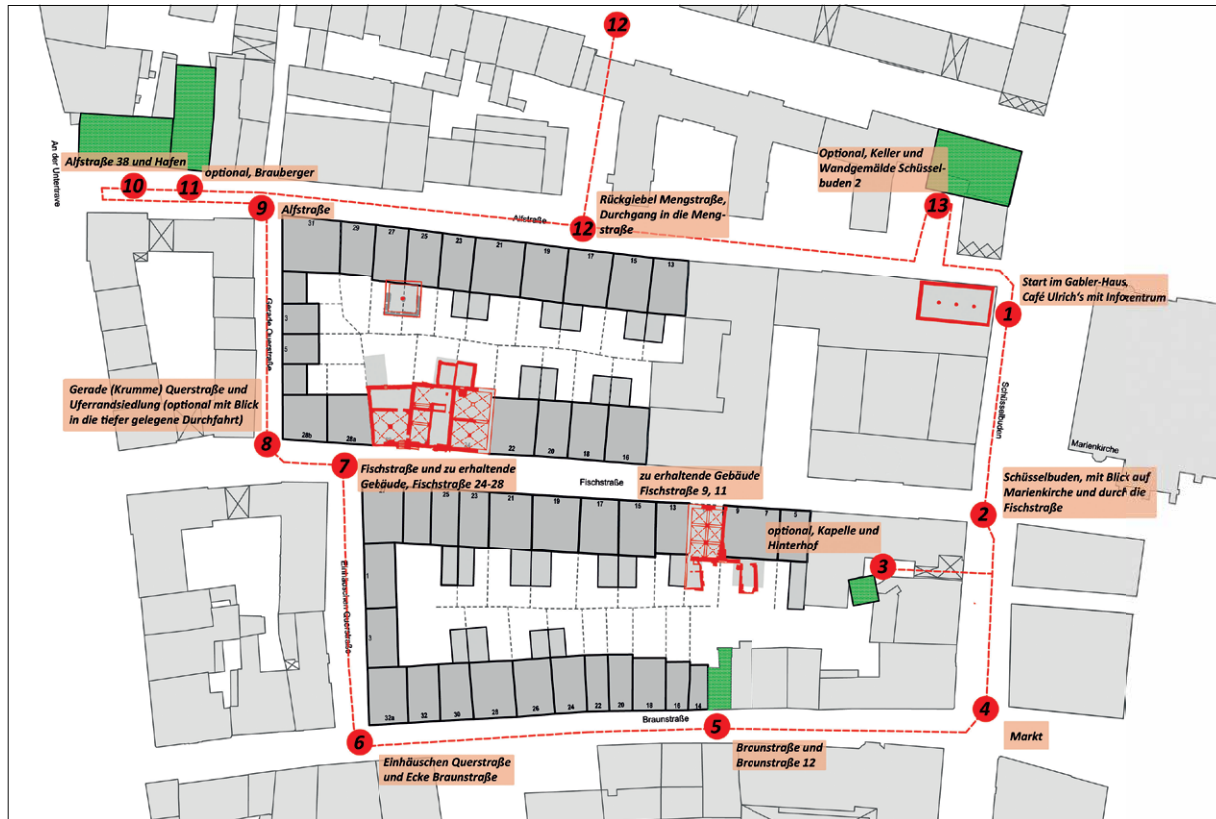 12
An der Untertrave
Alfstraße 38 und Hafen
optional, Brauberger
10
11
9
Alfstraße
Alfstraße
12
Rückgiebel Mengstraße,
Durchgang in die Meng-
straße
Optional, Keller und
Wandgemälde Schüssel-
buden 2
13
Start im Gabler-Haus,
Café Ulrich's mit Infozentrum
1
31
29
27
25
23
21
19
17
15
13
3
5
Gerade Querstraße
Schüsselbuden
Marienkirche
Gerade (Krumme) Querstraße und
Uferrandsiedlung (optional mit Blick
in die tiefer gelegene Durchfahrt)
28b
28a
22
20
18
16
8
7
Fischstraße und zu erhaltende
Gebäude, Fischstraße 24-28
Fischstraße
zu erhaltende Gebäude
Fischstraße 9, 11
2
Schüsselbuden, mit Blick auf
Marienkirche und durch die
Fischstraße
25
23
21
19
17
15
13
9
7
5
optional, Kapelle und
Hinterhof
3
Einhäuschen Querstraße
1
3
32a
32
30
28
26
24
22
20
18
16
14
Braunstraße
6
Einhäuschen Querstraße
und Ecke Braunstraße
5
Braunstraße und
Braunstraße 12
4
Markt